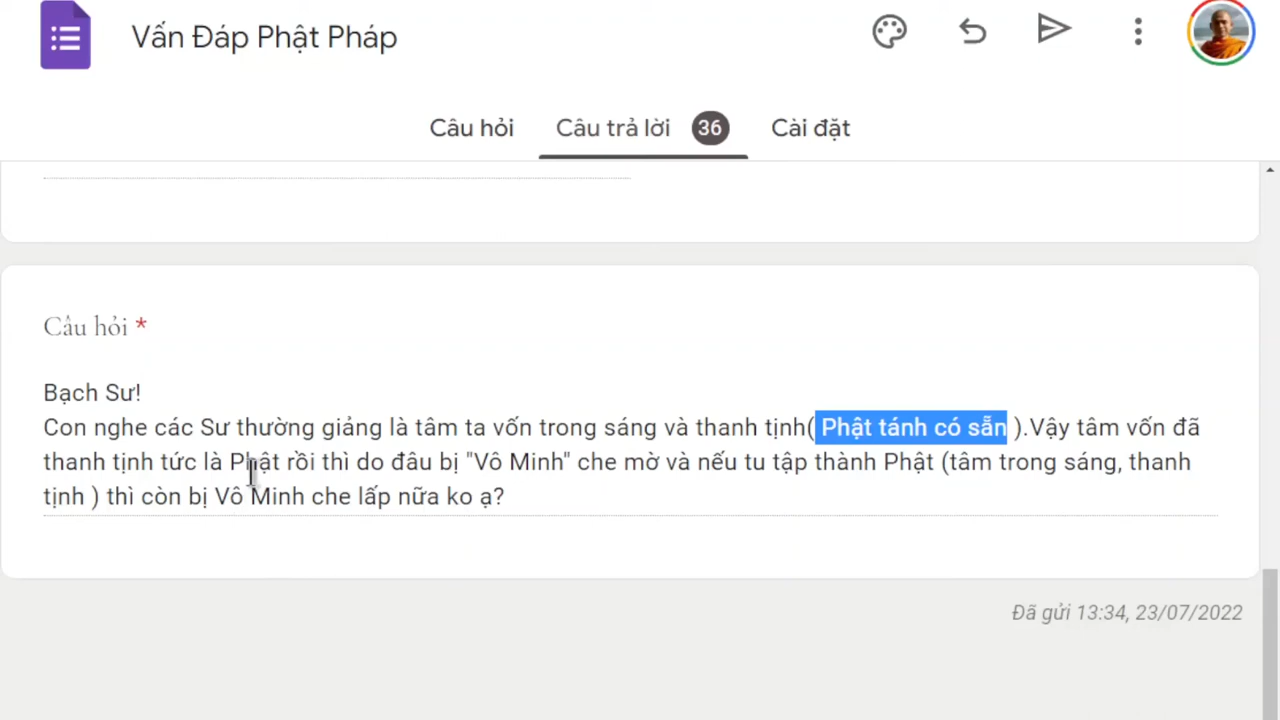 Vấn Đáp Phật Pháp
Câu hỏi
Câu trả lời 36
Cài đặt
Câu hỏi *
Bạch Sư!
Con nghe các Sư thường giảng là tâm ta vốn trong sáng và thanh tịnh( Phật tánh có sẵn ).Vậy tâm vốn đã
thanh tịnh tức là Phật rồi thì do đâu bị "Vô Minh" che mờ và nếu tu tập thành Phật (tâm trong sáng, thanh
tịnh ) thì còn bị Vô Minh che lấp nữa ko ạ?
Đã gửi 13:34, 23/07/2022